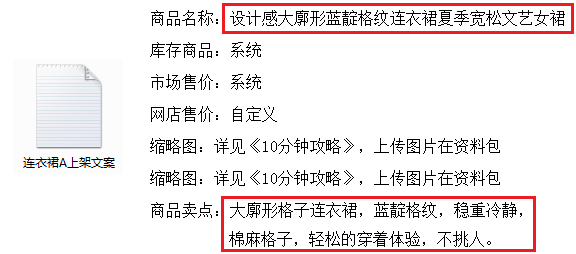 商品名称：设计感大廓形蓝靛格纹连衣裙夏季宽松文艺女裙
库存商品：系统
市场售价：系统
网店售价：自定义
缩略图：详见《10分钟攻略》，上传图片在资料包
缩略图：详见《10分钟攻略》，上传图片在资料包
商品卖点：大廓形格子连衣裙，蓝靛格纹，稳重冷静，
棉麻格子，轻松的穿着体验，不挑人。
连衣裙A上架文案